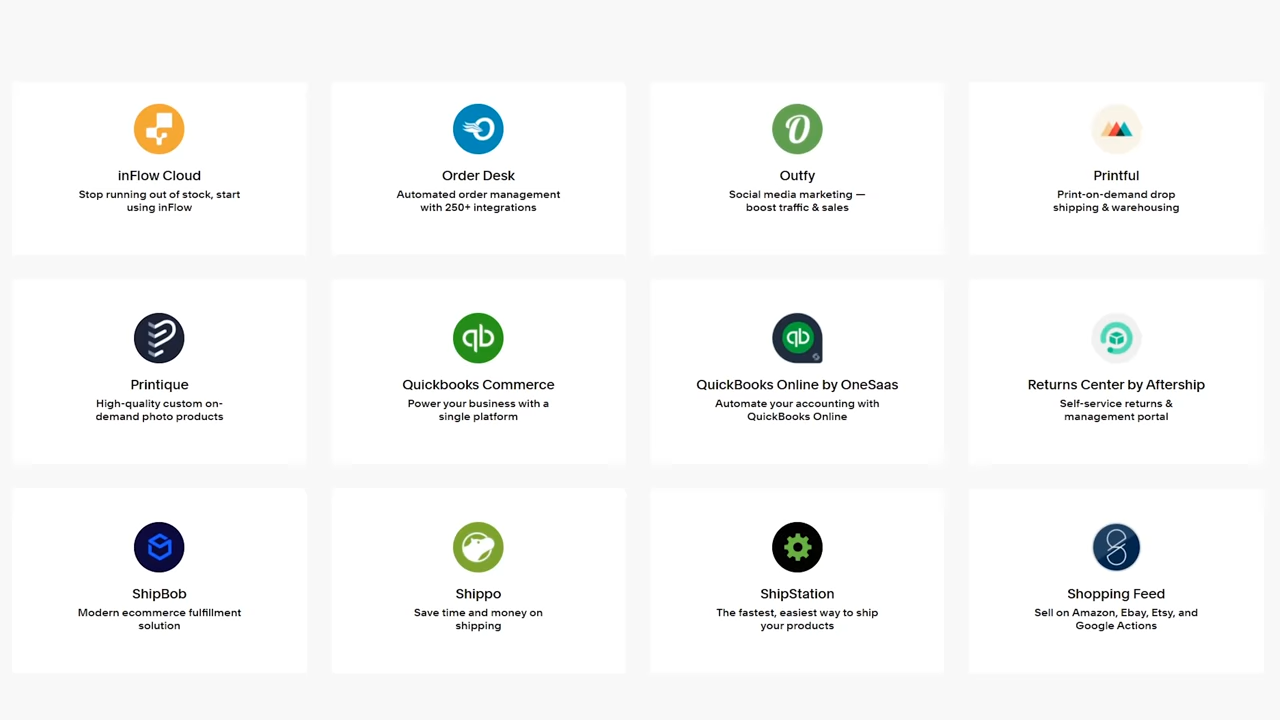 inFlow Cloud
Stop running out of stock, start
using inFlow
Order Desk
Automated order management
with 250+ integrations
Outfy
Social media marketing —
boost traffic & sales
Printful
Print-on-demand drop
shipping & warehousing
Printique
High-quality custom on-
demand photo products
qb
Quickbooks Commerce
Power your business with a
single platform
qb
QuickBooks Online by OneSaas
Automate your accounting with
QuickBooks Online
Returns Center by Aftership
Self-service returns &
management portal
ShipBob
Modern ecommerce fulfillment
solution
Shippo
Save time and money on
shipping
ShipStation
The fastest, easiest way to ship
your products
Shopping Feed
Sell on Amazon, Ebay, Etsy, and
Google Actions